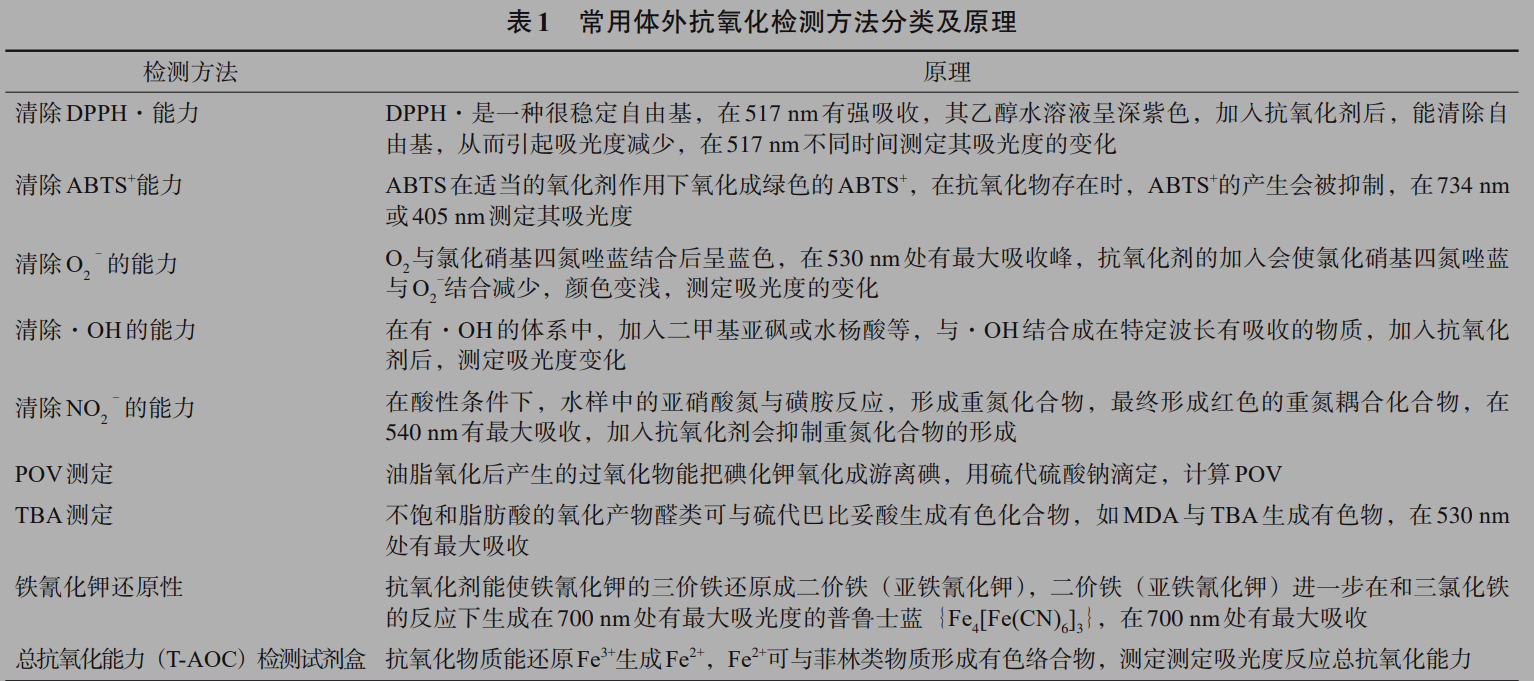 表1 常用体外抗氧化检测方法分类及原理
检测方法 原理
清除DPPH·能力 DPPH·是一种很稳定自由基，在517 nm有强吸收，其乙醇水溶液呈深紫色，加入抗氧化剂后，能清除自
由基，从而引起吸光度减少，在517 nm不同时间测定其吸光度的变化
清除ABTS⁺能力 ABTS在适当的氧化剂作用下氧化成绿色的ABTS⁺，在抗氧化物存在时，ABTS⁺的产生会被抑制，在734 nm
或405 nm测定其吸光度
清除O₂⁻的能力 O₂与氯化硝基四氮唑蓝结合后呈蓝色，在530 nm处有最大吸收峰，抗氧化剂的加入会使氯化硝基四氮唑蓝
与O₂⁻结合减少，颜色变浅，测定吸光度的变化
清除·OH的能力 在有·OH的体系中，加入二甲基亚砜或水杨酸等，与·OH结合成在特定波长有吸收的物质，加入抗氧化
剂后，测定吸光度变化
清除NO₂⁻的能力 在酸性条件下，水样中的亚硝酸氮与磺胺反应，形成重氮化合物，最终形成红色的重氮耦合化合物，在
540 nm有最大吸收，加入抗氧化剂会抑制重氮化合物的形成
POV测定 油脂氧化后产生的过氧化物能把碘化钾氧化成游离碘，用硫代硫酸钠滴定，计算POV
TBA测定 不饱和脂肪酸的氧化产物醛类可与硫代巴比妥酸生成有色化合物，如MDA与TBA生成有色物，在530 nm
处有最大吸收
铁氰化钾还原性 抗氧化剂能使铁氰化钾的三价铁还原成二价铁（亚铁氰化钾），二价铁（亚铁氰化钾）进一步在和三氯化铁
的反应下生成在700 nm处有最大吸光度的普鲁士蓝{Fe₄[Fe(CN)₆]₃}，在700 nm处有最大吸收
总抗氧化能力（T-AOC）检测试剂盒 抗氧化物质能还原Fe³⁺生成Fe²⁺，Fe²⁺可与菲林类物质形成有色络合物，测定测定吸光度反应总抗氧化能力